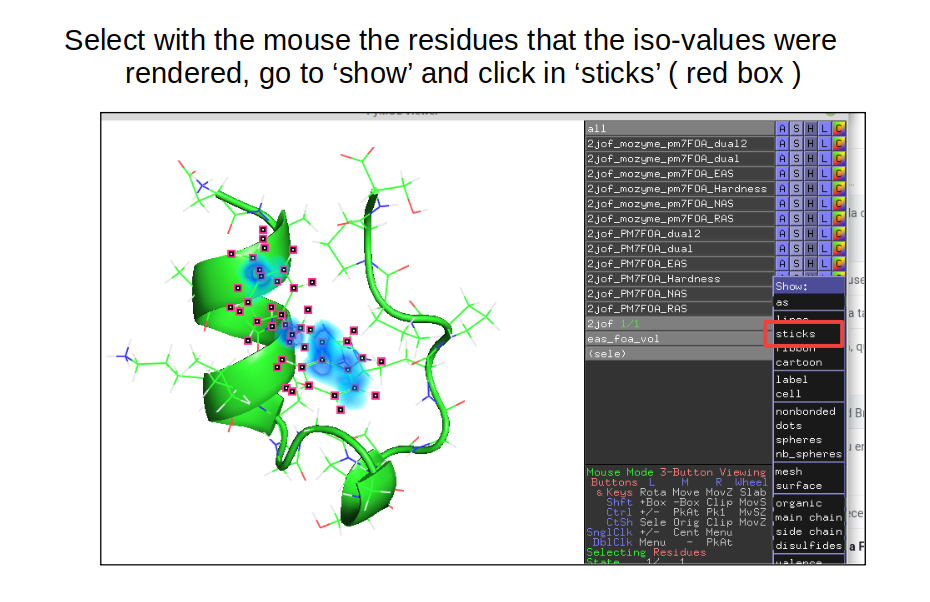 Select with the mouse the residues that the iso-values were
rendered, go to ‘show’ and click in ‘sticks’ ( red box )
all A S H L C
2jof_mozyme_pm7FOA_dual2 A S H L C
2jof_mozyme_pm7FOA_dual A S H L C
2jof_mozyme_pm7FOA_EAS A S H L C
2jof_mozyme_pm7FOA_Hardness A S H L C
2jof_mozyme_pm7FOA_NAS A S H L C
2jof_mozyme_pm7FOA_RAS A S H L C
2jof_PM7FOA_dual2 A S H L C
2jof_PM7FOA_dual A S H L C
2jof_PM7FOA_EAS A S H L C
2jof_PM7FOA_Hardness
2jof_PM7FOA_NAS
2jof_PM7FOA_RAS
2jof 1/1
eas_foa_vol
(sele)
Show:
as
lines
sticks
ribbon
cartoon
label
cell
nonbonded
dots
spheres
nb_spheres
mesh
surface
organic
main chain
side chain
disulfides
valence
Mouse Mode 3-Button Viewing
Buttons L M R Wheel
& Keys Rota Move MovZ Slab
Shft +Box -Box Clip MovS
Ctrl +/- PkAt Pk1 MvSZ
CtSh Sele Orig Clip MovZ
SnglClk +/- Cent Menu
DblClk Menu - PkAt
Selecting Residues
State 1/ 1